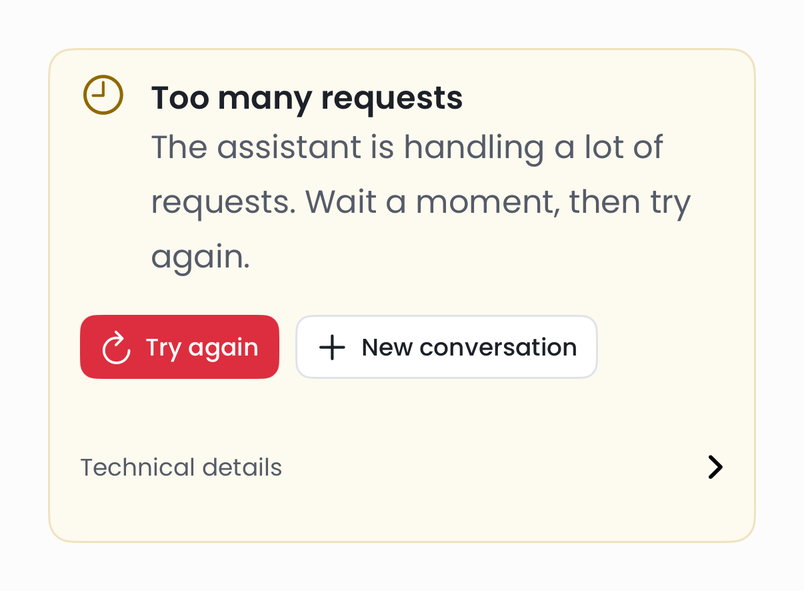 Too many requests
The assistant is handling a lot of
requests. Wait a moment, then try
again.
Try again
New conversation
Technical details